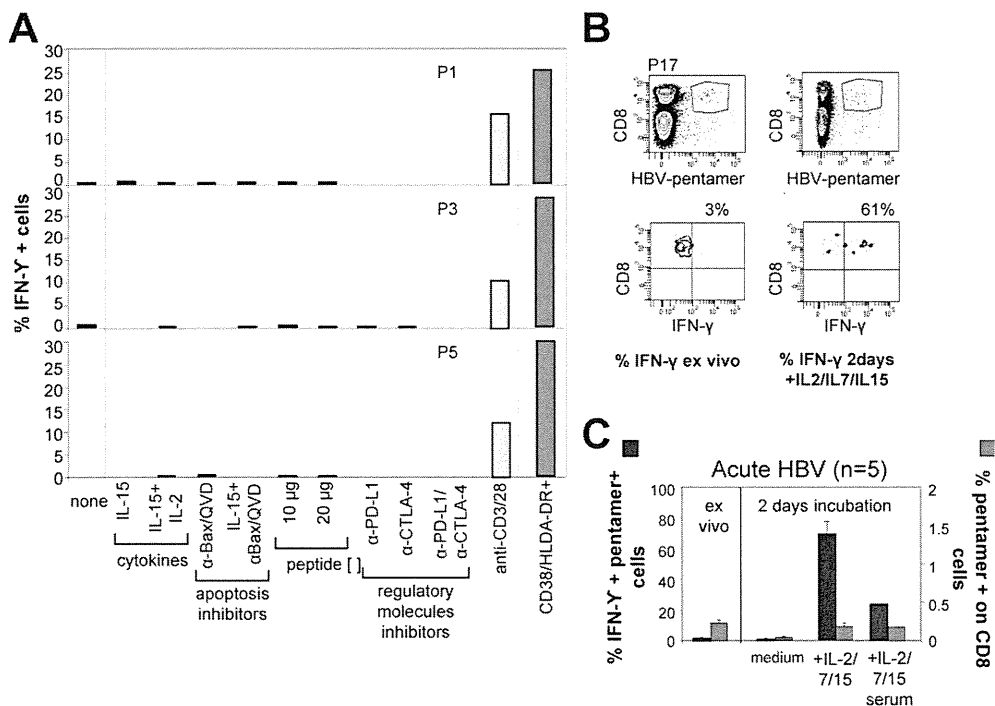 A
% IFN-ϒ + cells
30
25
20
15
10
5
0
P1
30
25
20
15
10
5
0
P3
30
25
20
15
10
5
0
P5
none
IL-15
IL-15+
IL-2
α-Bax/QVD
IL-15+
αBax/QVD
10 µg
20 µg
α-PD-L1
α-CTLA-4
α-PD-L1/
α-CTLA-4
anti-CD3/28
CD38/HLDA-DR+
cytokines
apoptosis
inhibitors
peptide [ ]
regulatory
molecules
inhibitors
B
P17
CD8
HBV-pentamer
CD8
HBV-pentamer
3%
CD8
IFN-γ
61%
CD8
IFN-γ
% IFN-γ ex vivo
% IFN-γ 2days
+IL2/IL7/IL15
C
Acute HBV (n=5)
% IFN-ϒ + pentamer+
cells
100
80
60
40
20
0
ex
vivo
2 days incubation
2
1.5
1
0.5
0
% pentamer + on CD8
cells
medium
+IL-2/
7/15
+IL-2/
7/15
serum